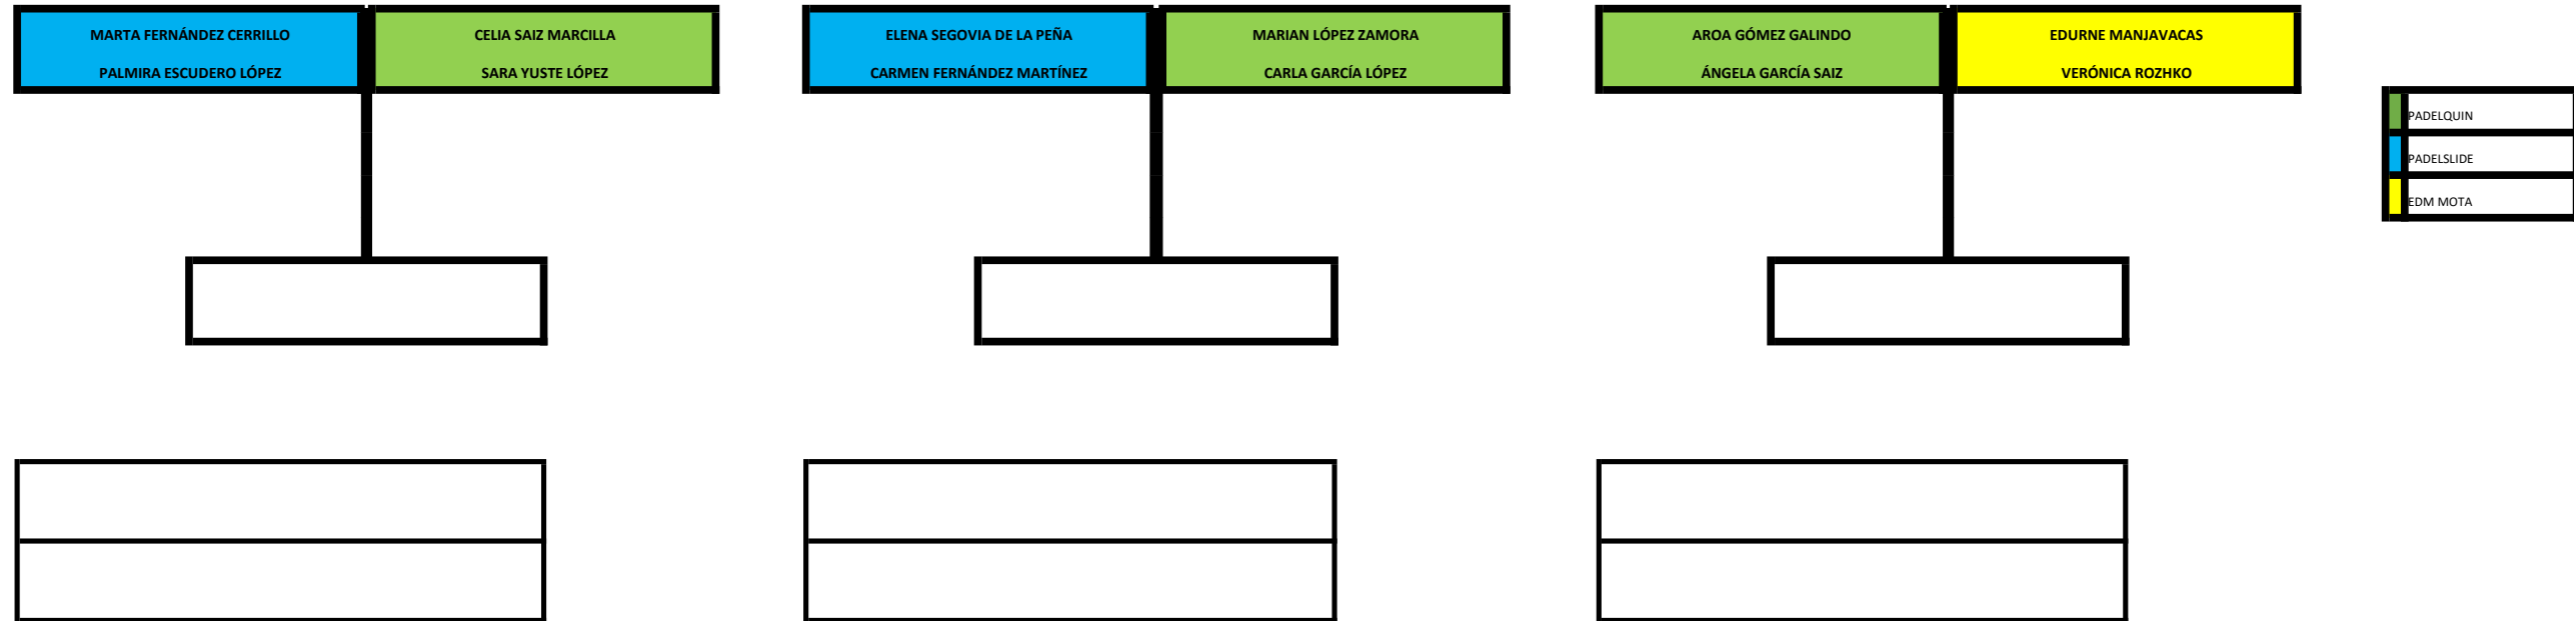 MARTA FERNÁNDEZ CERRILLO
PALMIRA ESCUDERO LÓPEZ
CELIA SAIZ MARCILLA
SARA YUSTE LÓPEZ
ELENA SEGOVIA DE LA PEÑA
CARMEN FERNÁNDEZ MARTÍNEZ
MARIAN LÓPEZ ZAMORA
CARLA GARCÍA LÓPEZ
AROA GÓMEZ GALINDO
ÁNGELA GARCÍA SAIZ
EDURNE MANJAVACAS
VERÓNICA ROZHKO
PADELQUIN
PADELSLIDE
EDM MOTA